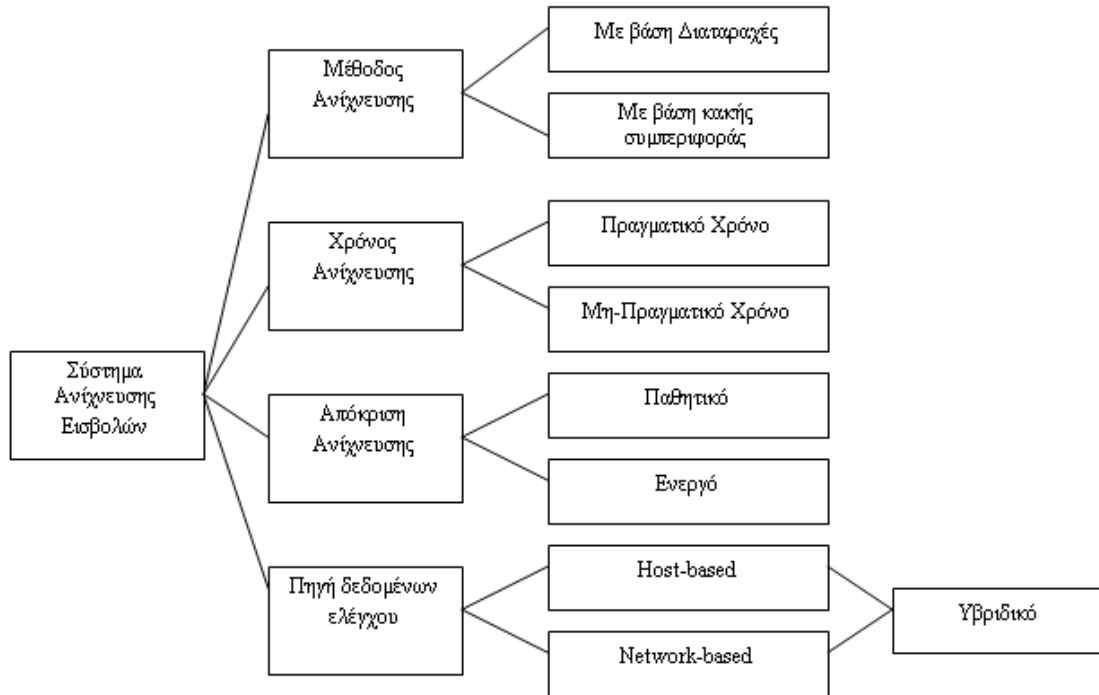 Με βάση Διαταραχές
Μέθοδος
Ανίχνευσης
Με βάση κακής
συμπεριφοράς
Πραγματικό Χρόνο
Χρόνος
Ανίχνευσης
Μη-Πραγματικό Χρόνο
Σύστημα
Ανίχνευσης
Εισβολών
Παθητικό
Απόκριση
Ανίχνευσης
Ενεργό
Host-based
Πηγή δεδομένων
ελέγχου
Υβριδικό
Network-based